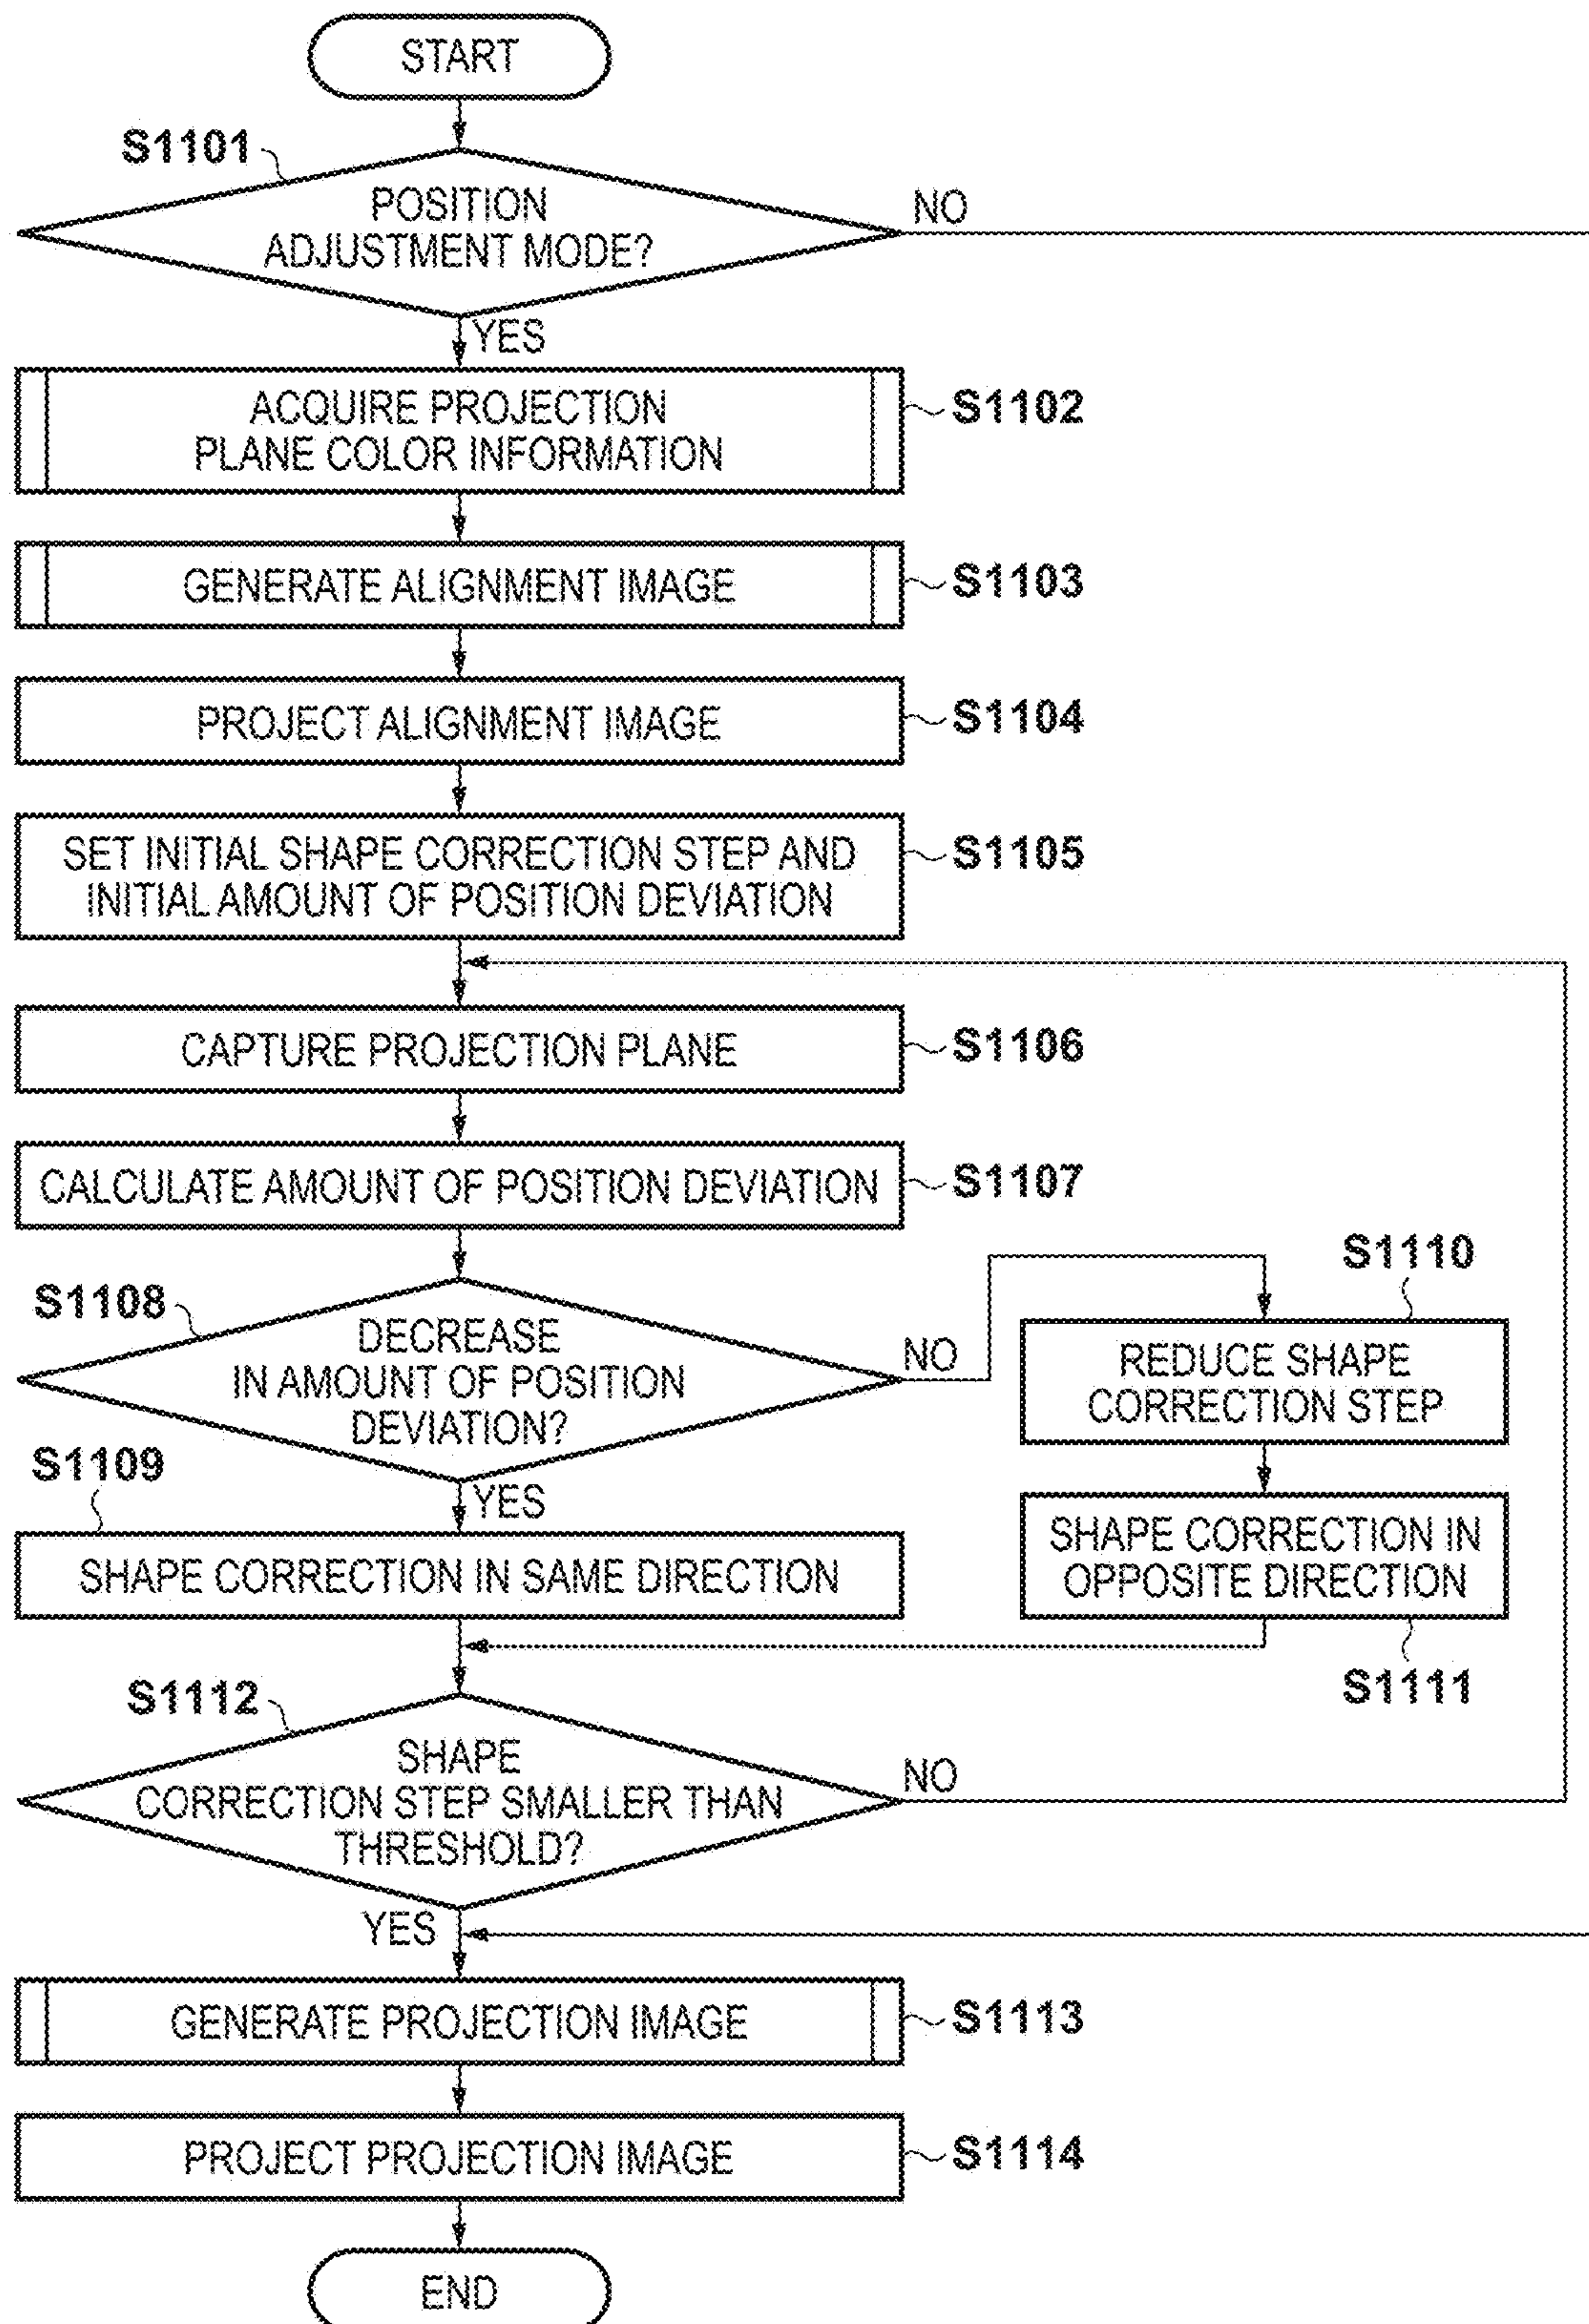 START
S1101
POSITION
ADJUSTMENT MODE?
NO
YES
ACQUIRE PROJECTION
PLANE COLOR INFORMATION
S1102
GENERATE ALIGNMENT IMAGE
S1103
PROJECT ALIGNMENT IMAGE
S1104
SET INITIAL SHAPE CORRECTION STEP AND
INITIAL AMOUNT OF POSITION DEVIATION
S1105
CAPTURE PROJECTION PLANE
S1106
CALCULATE AMOUNT OF POSITION DEVIATION
S1107
S1108
DECREASE
IN AMOUNT OF POSITION
DEVIATION?
NO
S1110
REDUCE SHAPE
CORRECTION STEP
YES
S1109
SHAPE CORRECTION IN SAME DIRECTION
SHAPE CORRECTION IN
OPPOSITE DIRECTION
S1111
S1112
SHAPE
CORRECTION STEP SMALLER THAN
THRESHOLD?
NO
YES
GENERATE PROJECTION IMAGE
S1113
PROJECT PROJECTION IMAGE
S1114
END